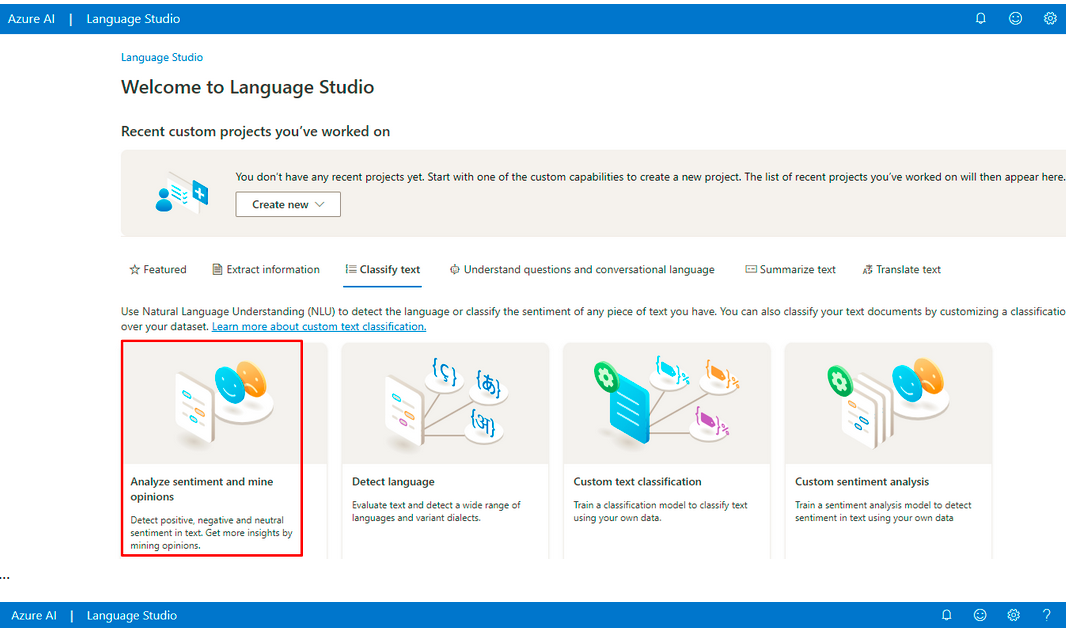 Azure AI | Language Studio
Language Studio
Welcome to Language Studio
Recent custom projects you've worked on
You don't have any recent projects yet. Start with one of the custom capabilities to create a new project. The list of recent projects you've worked on will then appear here.
Create new
Featured Extract information Classify text Understand questions and conversational language Summarize text Translate text
Use Natural Language Understanding (NLU) to detect the language or classify the sentiment of any piece of text you have. You can also classify your text documents by customizing a classificatio
over your dataset. Learn more about custom text classification.
{ç}
{あ}
{अ}
%
%
%
Analyze sentiment and mine
opinions
Detect positive, negative and neutral
sentiment in text. Get more insights by
mining opinions.
Detect language
Evaluate text and detect a wide range of
languages and variant dialects.
Custom text classification
Train a classification model to classify text
using your own data.
Custom sentiment analysis
Train a sentiment analysis model to detect
sentiment in text using your own data
...
Azure AI | Language Studio ?